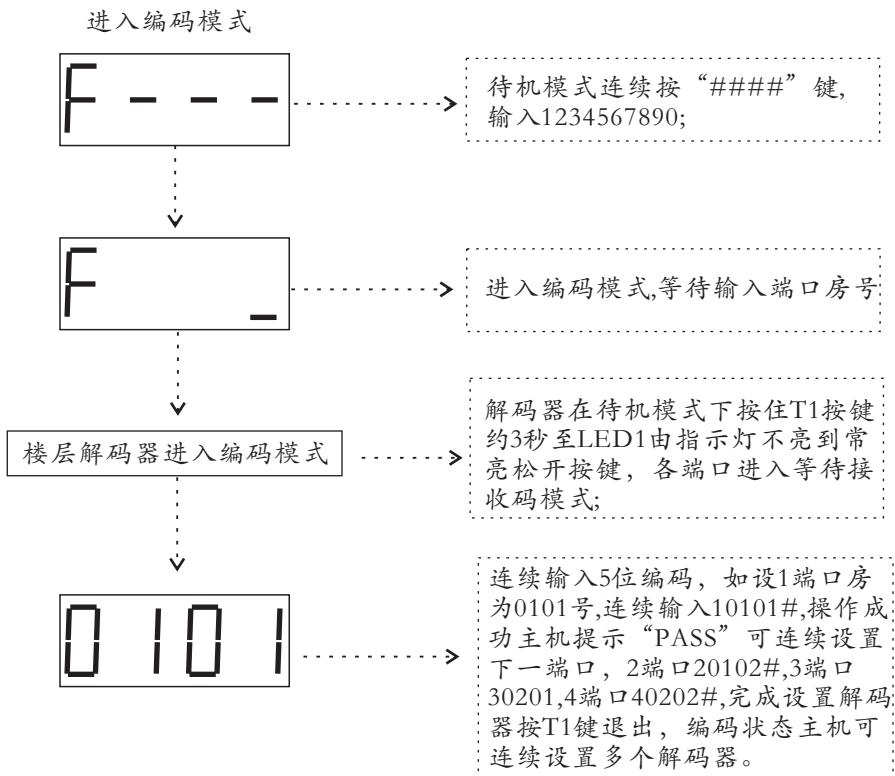 进入编码模式
F - - -
待机模式连续按“####”键,
输入1234567890;
F _
进入编码模式,等待输入端口房号
楼层解码器进入编码模式
解码器在待机模式下按住T1按键
约3秒至LED1由指示灯不亮到常
亮松开按键，各端口进入等待接
收码模式;
0101
连续输入5位编码，如设1端口房
为0101号,连续输入10101#,操作成
功主机提示“PASS”可连续设置
下一端口，2端口20102#,3端口
30201,4端口40202#,完成设置解码
器按T1键退出，编码状态主机可
连续设置多个解码器。